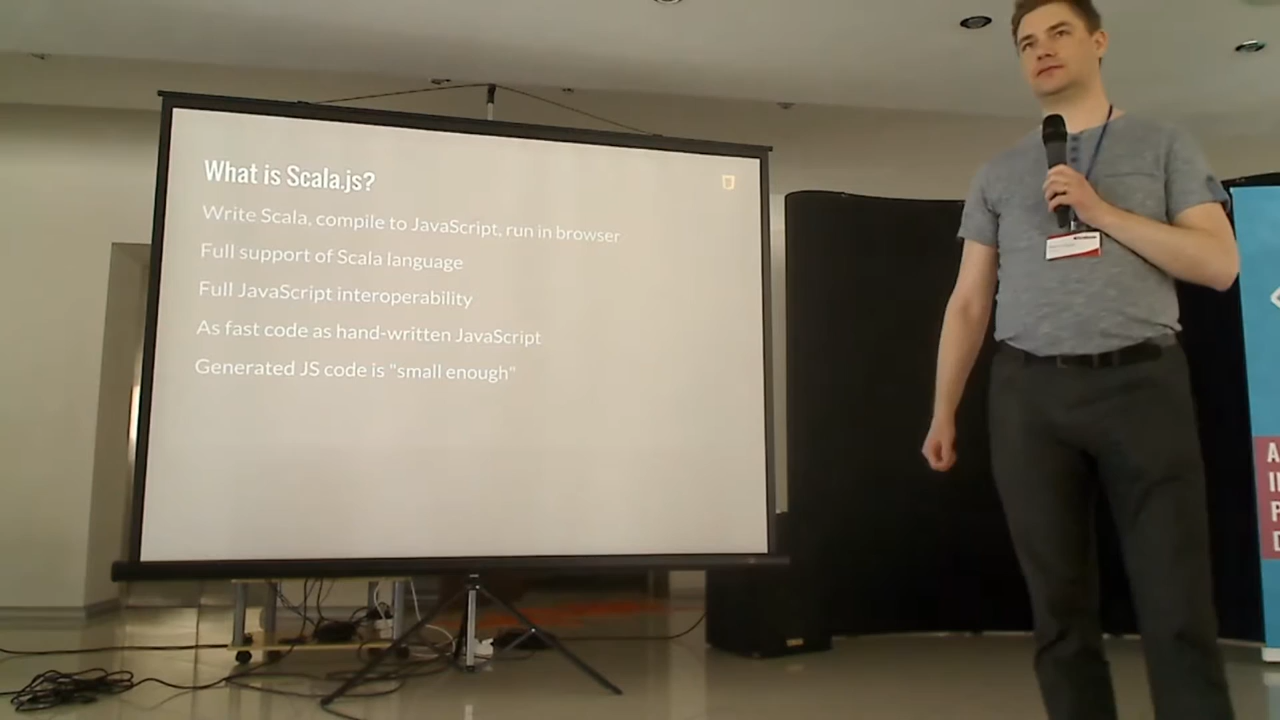 What is Scala.js?
Write Scala, compile to JavaScript, run in browser
Full support of Scala language
Full JavaScript interoperability
As fast code as hand-written JavaScript
Generated JS code is "small enough"
A
I
P
D